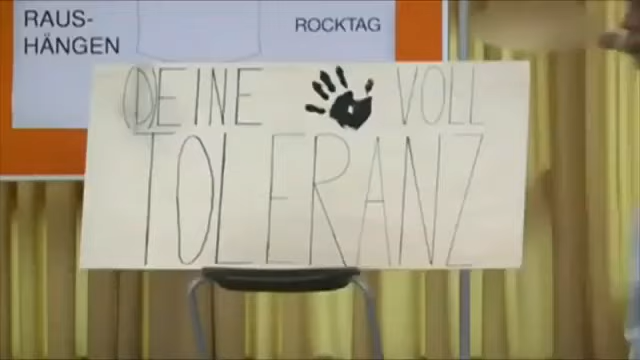 RAUS-
HÄNGEN
ROCKTAG
DEINE VOLL
TOLERANZ